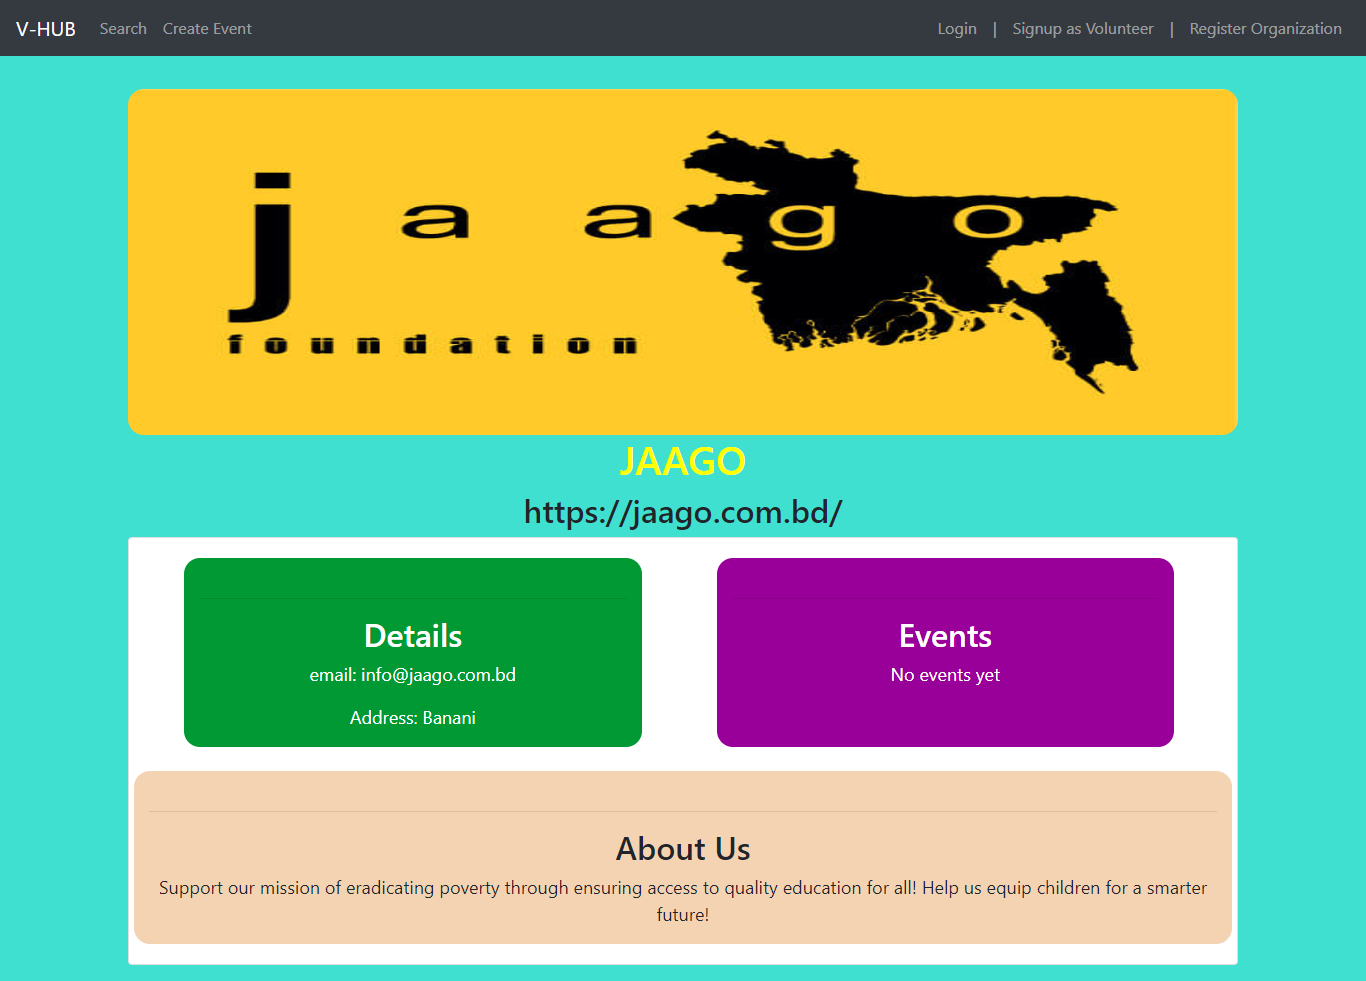 V-HUB Search Create Event Login | Signup as Volunteer | Register Organization
jaago
foundation
JAAGO
https://jaago.com.bd/
Details
email: info@jaago.com.bd
Address: Banani
Events
No events yet
About Us
Support our mission of eradicating poverty through ensuring access to quality education for all! Help us equip children for a smarter
future!